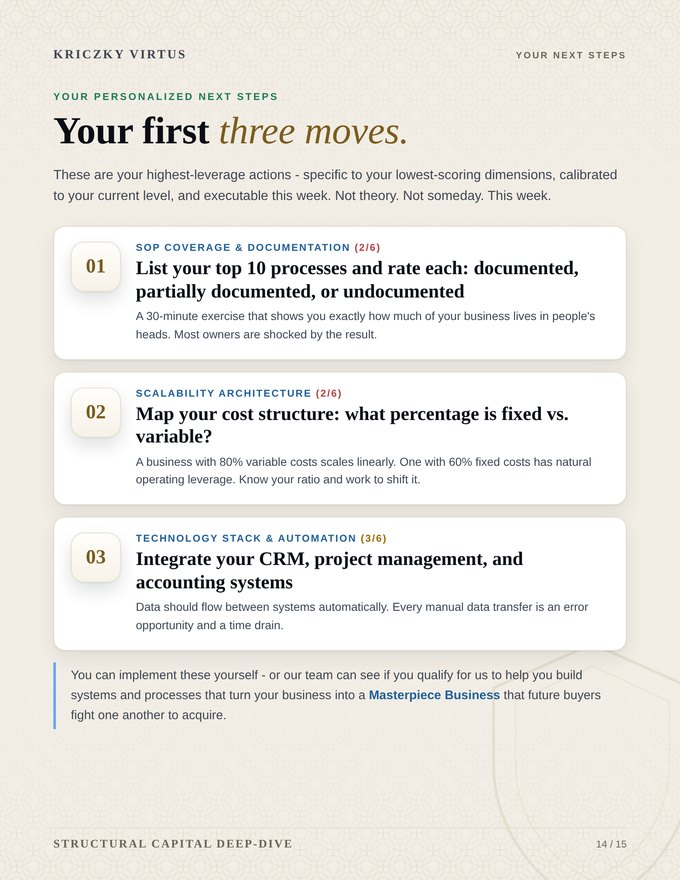 KRICZKY VIRTUS
YOUR NEXT STEPS
YOUR PERSONALIZED NEXT STEPS
Your first three moves.
These are your highest-leverage actions - specific to your lowest-scoring dimensions, calibrated
to your current level, and executable this week. Not theory. Not someday. This week.
01
SOP COVERAGE & DOCUMENTATION (2/6)
List your top 10 processes and rate each: documented,
partially documented, or undocumented
A 30-minute exercise that shows you exactly how much of your business lives in people's
heads. Most owners are shocked by the result.
02
SCALABILITY ARCHITECTURE (2/6)
Map your cost structure: what percentage is fixed vs.
variable?
A business with 80% variable costs scales linearly. One with 60% fixed costs has natural
operating leverage. Know your ratio and work to shift it.
03
TECHNOLOGY STACK & AUTOMATION (3/6)
Integrate your CRM, project management, and
accounting systems
Data should flow between systems automatically. Every manual data transfer is an error
opportunity and a time drain.
You can implement these yourself - or our team can see if you qualify for us to help you build
systems and processes that turn your business into a Masterpiece Business that future buyers
fight one another to acquire.
STRUCTURAL CAPITAL DEEP-DIVE
14 / 15